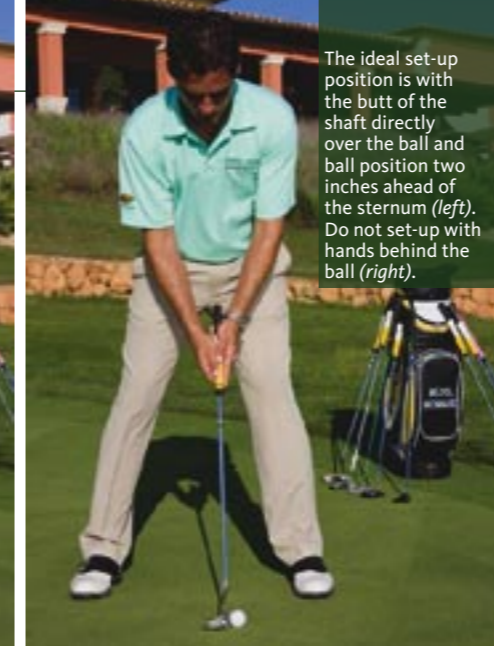 The ideal set-up
position is with
the butt of the
shaft directly
over the ball and
ball position two
inches ahead of
the sternum (left).
Do not set-up with
hands behind the
ball (right).